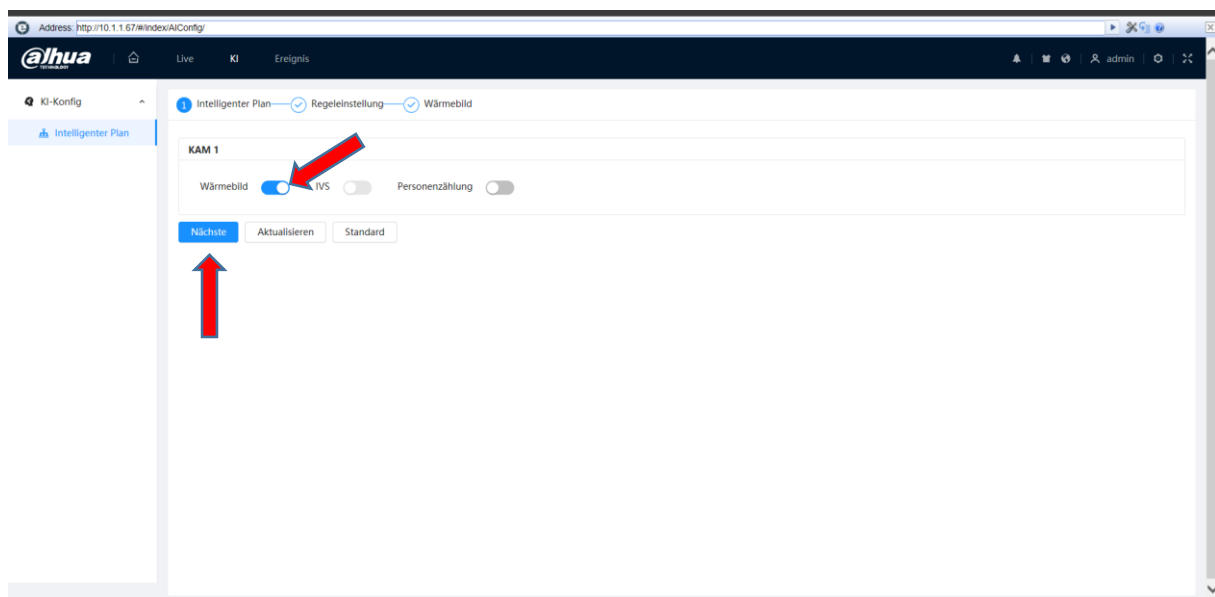 Address: http://10.1.1.67/#/index/AIConfig/
alhua
TECHNOLOGY
Live KI Ereignis
admin
KI-Konfig
Intelligenter Plan
1 Intelligenter Plan Regeleinstellung Wärmebild
KAM 1
Wärmebild IVS Personenzählung
Nächste Aktualisieren Standard